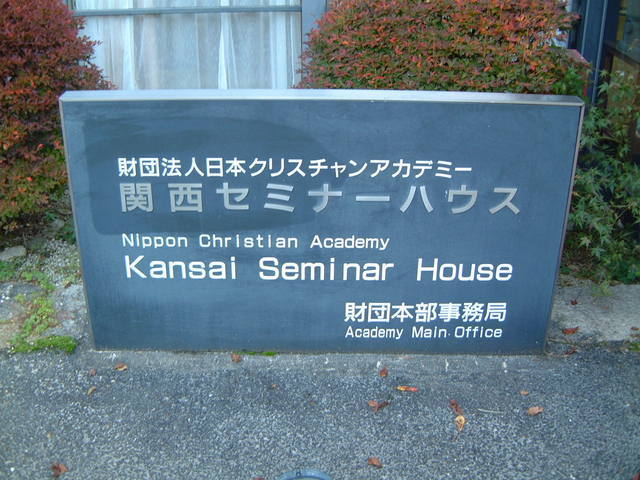 財団法人日本クリスチャンアカデミー
関西セミナーハウス
Nippon Christian Academy
Kansai Seminar House
財団本部事務局
Academy Main Office